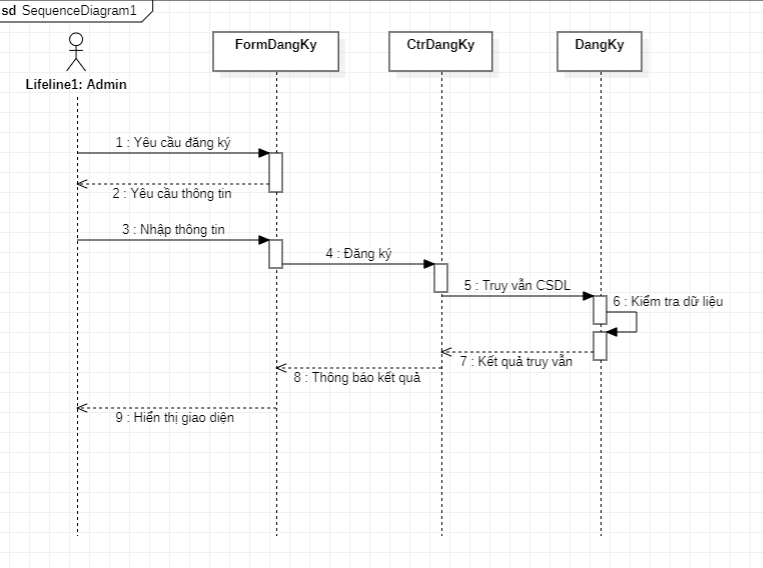 sd SequenceDiagram1
FormDangKy
CtrDangKy
DangKy
Lifeline1: Admin
1 : Yêu cầu đăng ký
2 : Yêu cầu thông tin
3 : Nhập thông tin
4 : Đăng ký
5 : Truy vẫn CSDL
6 : Kiểm tra dữ liệu
7 : Kết quả truy vẫn
8 : Thông báo kết quả
9 : Hiển thị giao diện